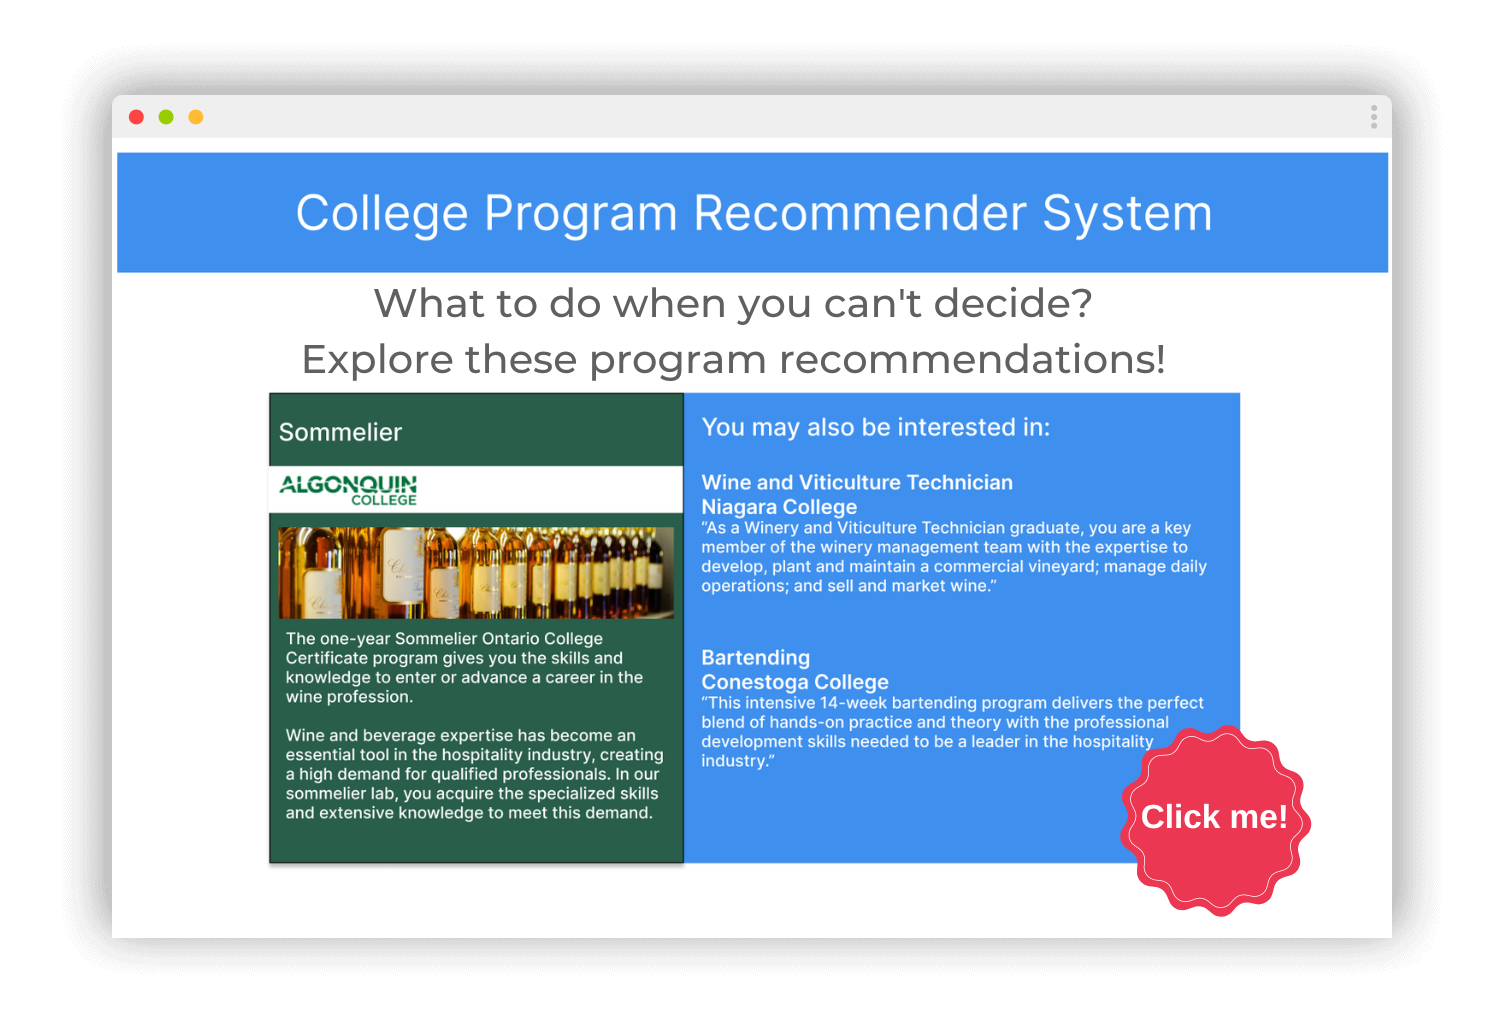 College Program Recommender System
What to do when you can't decide?
Explore these program recommendations!
Sommelier
ALGONQUIN
COLLEGE
The one-year Sommelier Ontario College
Certificate program gives you the skills and
knowledge to enter or advance a career in the
wine profession.
Wine and beverage expertise has become an
essential tool in the hospitality industry, creating
a high demand for qualified professionals. In our
sommelier lab, you acquire the specialized skills
and extensive knowledge to meet this demand.
You may also be interested in:
Wine and Viticulture Technician
Niagara College
“As a Winery and Viticulture Technician graduate, you are a key
member of the winery management team with the expertise to
develop, plant and maintain a commercial vineyard; manage daily
operations; and sell and market wine.”
Bartending
Conestoga College
“This intensive 14-week bartending program delivers the perfect
blend of hands-on practice and theory with the professional
development skills needed to be a leader in the hospitality
industry.”
Click me!